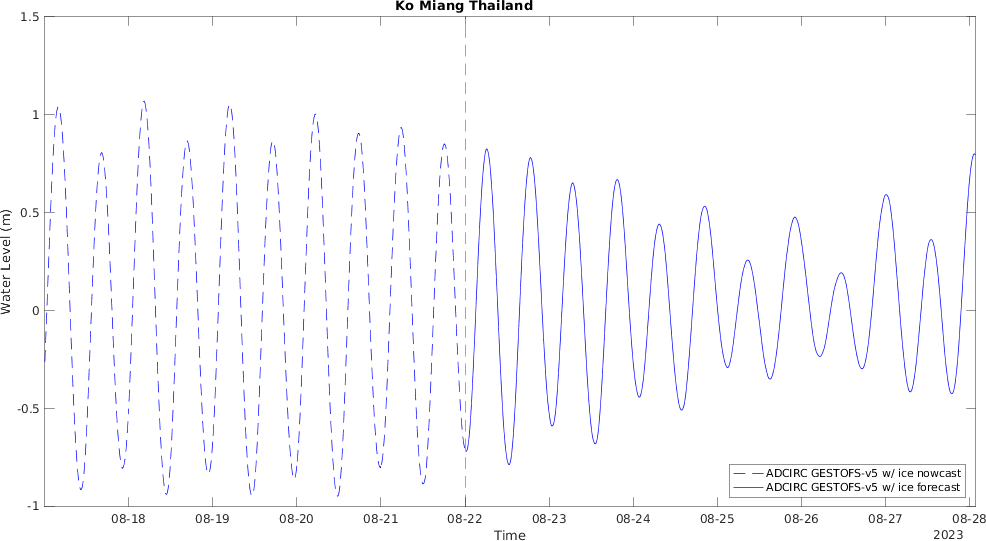 Ko Miang Thailand
1.5
1
0.5
0
-0.5
-1
Water Level (m)
08-18 08-19 08-20 08-21 08-22 08-23 08-24 08-25 08-26 08-27 08-28
Time
2023
ADCIRC GESTOFS-v5 w/ ice nowcast
ADCIRC GESTOFS-v5 w/ ice forecast